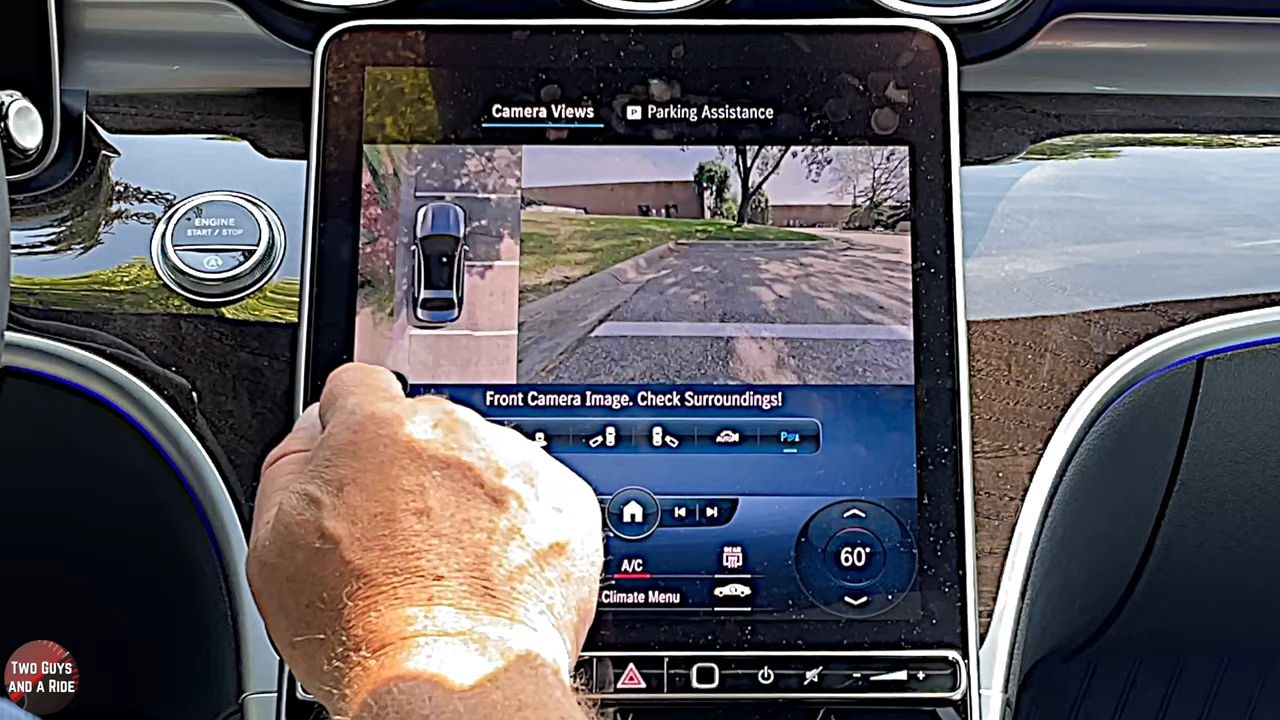 Camera Views
P Parking Assistance
ENGINE
START / STOP
A
Front Camera Image. Check Surroundings!
AUTO
P
60°
A/C
REAR
Climate Menu
- +
TWO GUYS
AND A RIDE